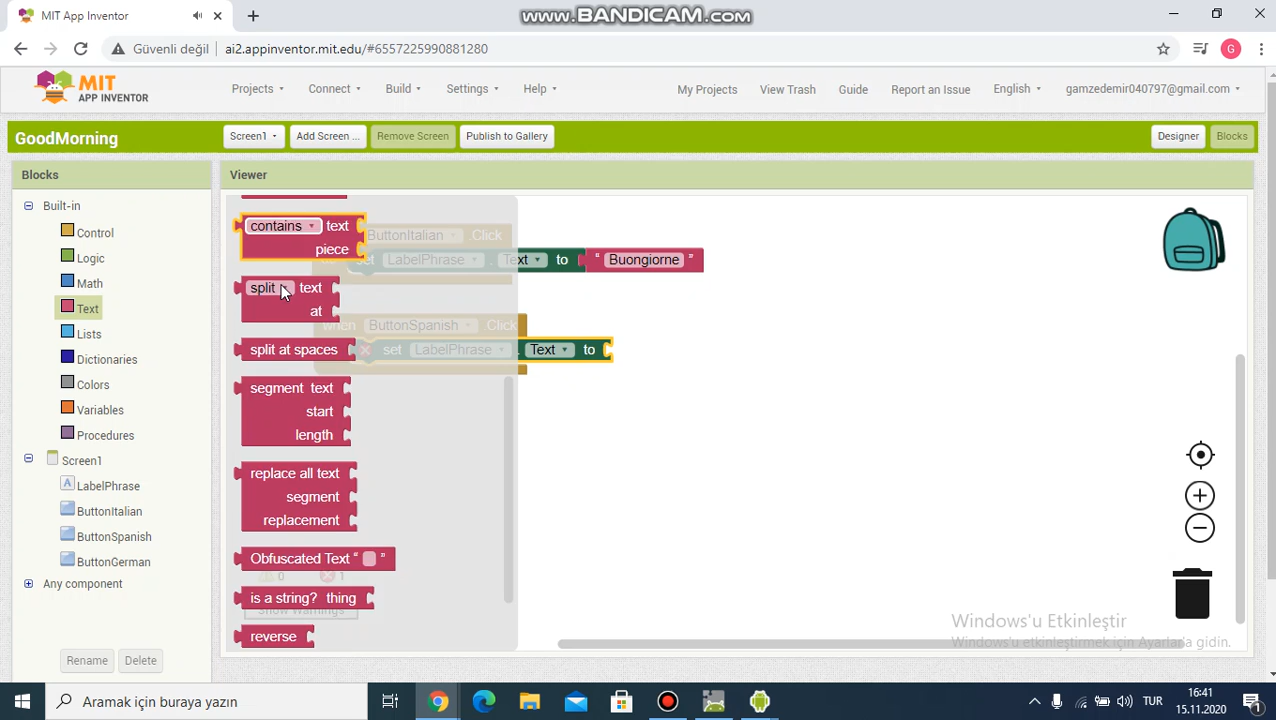 www.BANDICAM.com
MIT App Inventor
Güvenli değil
ai2.appinventor.mit.edu/#6557225990881280
G
MIT
APP INVENTOR
Projects
Connect
Build
Settings
Help
My Projects
View Trash
Guide
Report an Issue
English
gamzedemir040797@gmail.com
GoodMorning
Screen1
Add Screen ...
Remove Screen
Publish to Gallery
Designer
Blocks
Blocks
Viewer
Built-in
Control
Logic
Math
Text
Lists
Dictionaries
Colors
Variables
Procedures
Screen1
LabelPhrase
ButtonItalian
ButtonSpanish
ButtonGerman
Any component
Rename
Delete
contains text
piece
split text
at
split at spaces
segment text
start
length
replace all text
segment
replacement
Obfuscated Text " "
is a string? thing
reverse
ButtonItalian .Click
set LabelPhrase . Text to " Buongiorne "
when ButtonSpanish .Click
set LabelPhrase . Text to
0
1
Show Warnings
Windows'u Etkinleştir
Windows'u etkinleştirmek için Ayarlar'a gidin.
Aramak için buraya yazın
TUR
16:41
15.11.2020
1